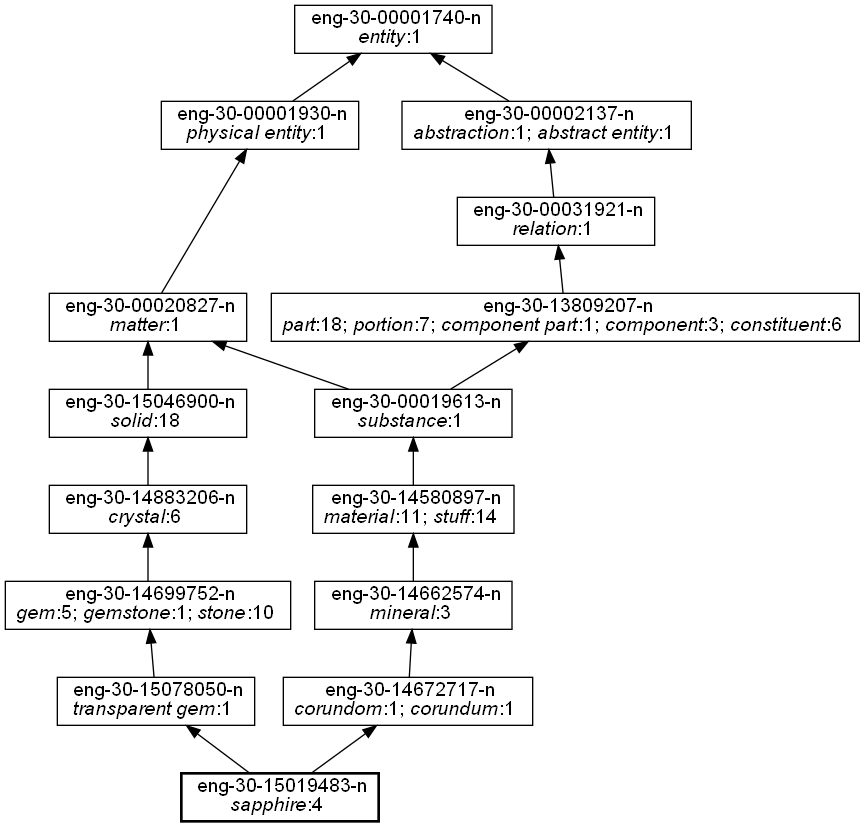 eng-30-00001740-n
entity:1
eng-30-00001930-n
physical entity:1
eng-30-00002137-n
abstraction:1; abstract entity:1
eng-30-00031921-n
relation:1
eng-30-00020827-n
matter:1
eng-30-13809207-n
part:18; portion:7; component part:1; component:3; constituent:6
eng-30-15046900-n
solid:18
eng-30-00019613-n
substance:1
eng-30-14883206-n
crystal:6
eng-30-14580897-n
material:11; stuff:14
eng-30-14699752-n
gem:5; gemstone:1; stone:10
eng-30-14662574-n
mineral:3
eng-30-15078050-n
transparent gem:1
eng-30-14672717-n
corundom:1; corundum:1
eng-30-15019483-n
sapphire:4